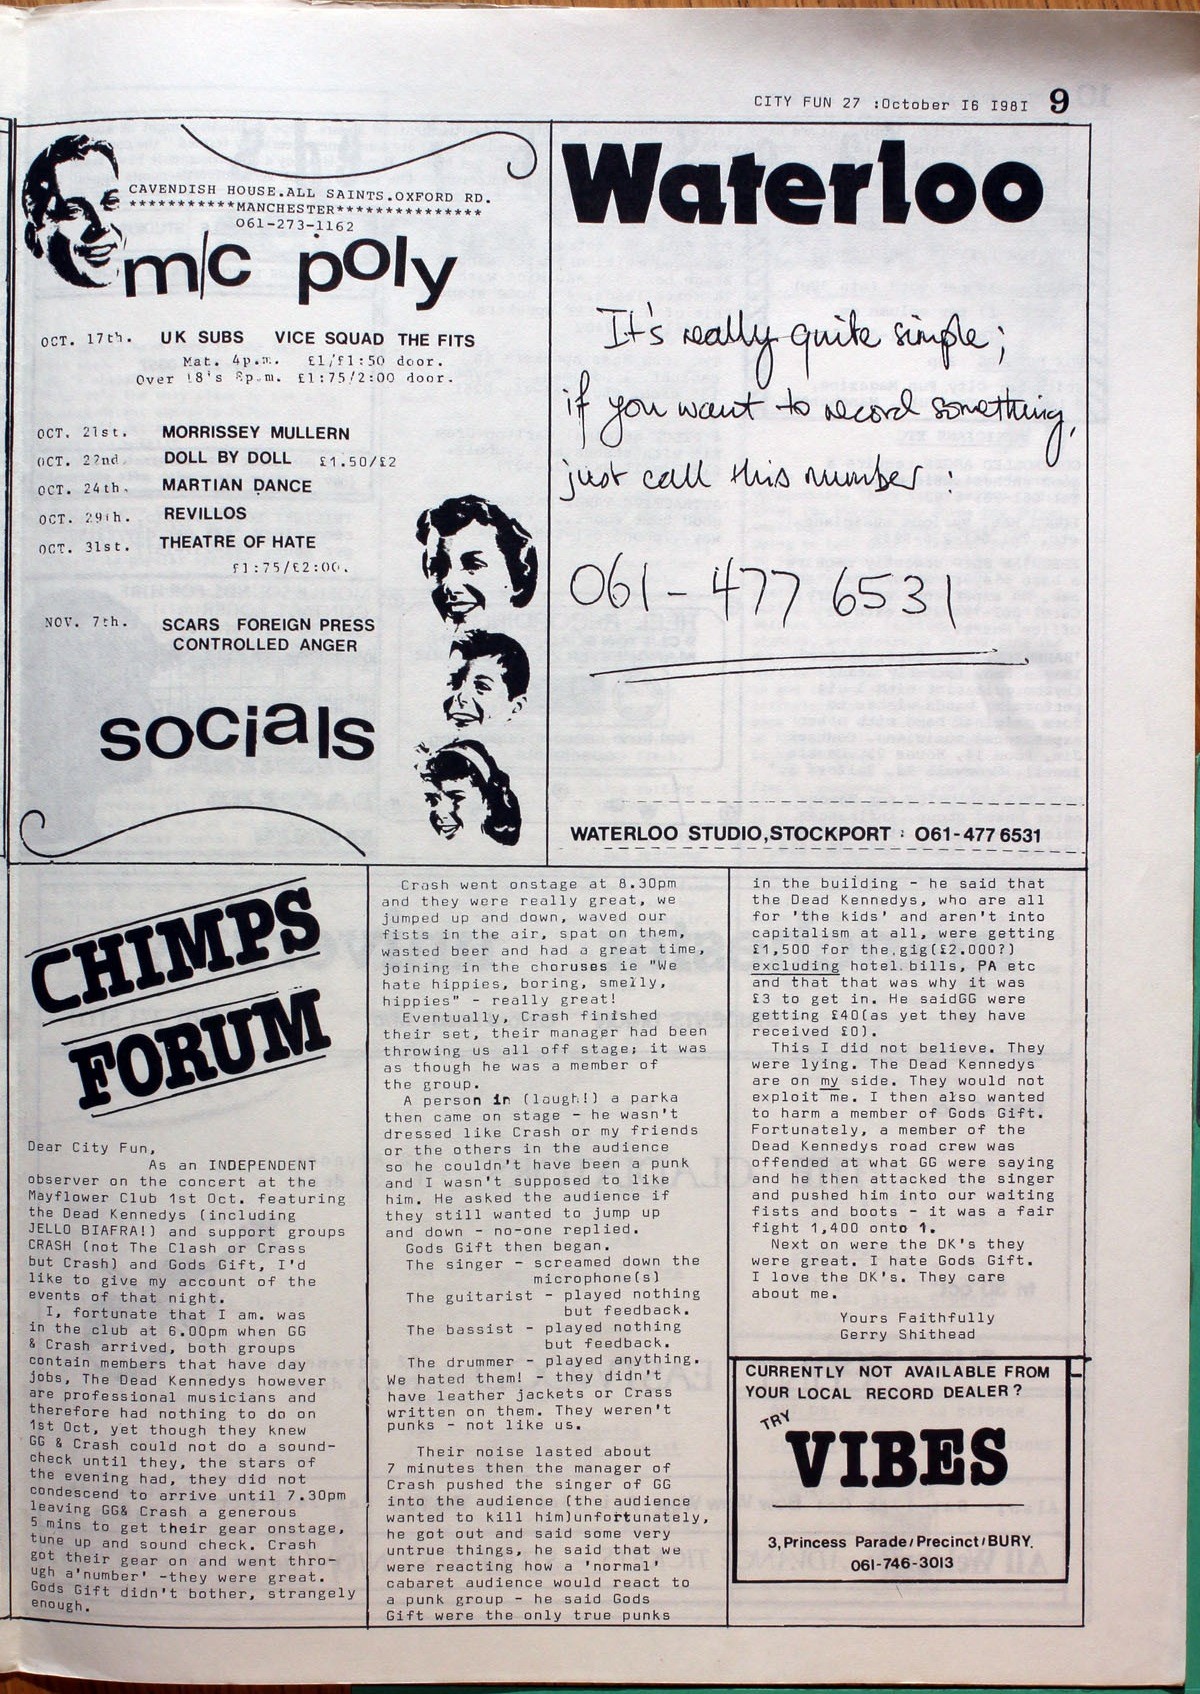 CITY FUN 27 :October I6 I98I 9
CAVENDISH HOUSE.ALL SAINTS.OXFORD RD.
***********MANCHESTER***************
061-273-1162
m/c poly
OCT. 17th. UK SUBS VICE SQUAD THE FITS
Mat. 4p.m. £1/£1:50 door.
Over 18's 8p.m. £1:75/2:00 door.
OCT. 21st. MORRISSEY MULLERN
OCT. 22nd. DOLL BY DOLL £1.50/£2
OCT. 24th. MARTIAN DANCE
OCT. 29th. REVILLOS
OCT. 31st. THEATRE OF HATE
£1:75/£2:00.
NOV. 7th. SCARS FOREIGN PRESS
CONTROLLED ANGER
socials
Waterloo
It's really quite simple;
if you want to record something,
just call this number:
061-477 6531
WATERLOO STUDIO,STOCKPORT : 061-477 6531
CHIMPS
FORUM
Dear City Fun,
As an INDEPENDENT
observer on the concert at the
Mayflower Club 1st Oct. featuring
the Dead Kennedys (including
JELLO BIAFRA!) and support groups
CRASH (not The Clash or Crass
but Crash) and Gods Gift, I'd
like to give my account of the
events of that night.
I, fortunate that I am. was
in the club at 6.00pm when GG
& Crash arrived, both groups
contain members that have day
jobs, The Dead Kennedys however
are professional musicians and
therefore had nothing to do on
1st Oct, yet though they knew
GG & Crash could not do a sound-
check until they, the stars of
the evening had, they did not
condescend to arrive until 7.30pm
leaving GG& Crash a generous
5 mins to get their gear onstage,
tune up and sound check. Crash
got their gear on and went thro-
ugh a'number' -they were great.
Gods Gift didn't bother, strangely
enough.
Crash went onstage at 8.30pm
and they were really great, we
jumped up and down, waved our
fists in the air, spat on them,
wasted beer and had a great time,
joining in the choruses ie "We
hate hippies, boring, smelly,
hippies" - really great!
Eventually, Crash finished
their set, their manager had been
throwing us all off stage; it was
as though he was a member of
the group.
A person in (laugh!) a parka
then came on stage - he wasn't
dressed like Crash or my friends
or the others in the audience
so he couldn't have been a punk
and I wasn't supposed to like
him. He asked the audience if
they still wanted to jump up
and down - no-one replied.
Gods Gift then began.
The singer - screamed down the
microphone(s)
The guitarist - played nothing
but feedback.
The bassist - played nothing
but feedback.
The drummer - played anything.
We hated them! - they didn't
have leather jackets or Crass
written on them. They weren't
punks - not like us.
Their noise lasted about
7 minutes then the manager of
Crash pushed the singer of GG
into the audience (the audience
wanted to kill him)unfortunately,
he got out and said some very
untrue things, he said that we
were reacting how a 'normal'
cabaret audience would react to
a punk group - he said Gods
Gift were the only true punks
in the building - he said that
the Dead Kennedys, who are all
for 'the kids' and aren't into
capitalism at all, were getting
£1,500 for the gig(£2.000?)
excluding hotel bills, PA etc
and that that was why it was
£3 to get in. He saidGG were
getting £40(as yet they have
received £0).
This I did not believe. They
were lying. The Dead Kennedys
are on my side. They would not
exploit me. I then also wanted
to harm a member of Gods Gift.
Fortunately, a member of the
Dead Kennedys road crew was
offended at what GG were saying
and he then attacked the singer
and pushed him into our waiting
fists and boots - it was a fair
fight 1,400 onto 1.
Next on were the DK's they
were great. I hate Gods Gift.
I love the DK's. They care
about me.
Yours Faithfully
Gerry Shithead
CURRENTLY NOT AVAILABLE FROM
YOUR LOCAL RECORD DEALER?
TRY
VIBES
3,Princess Parade/Precinct/BURY.
061-746-3013